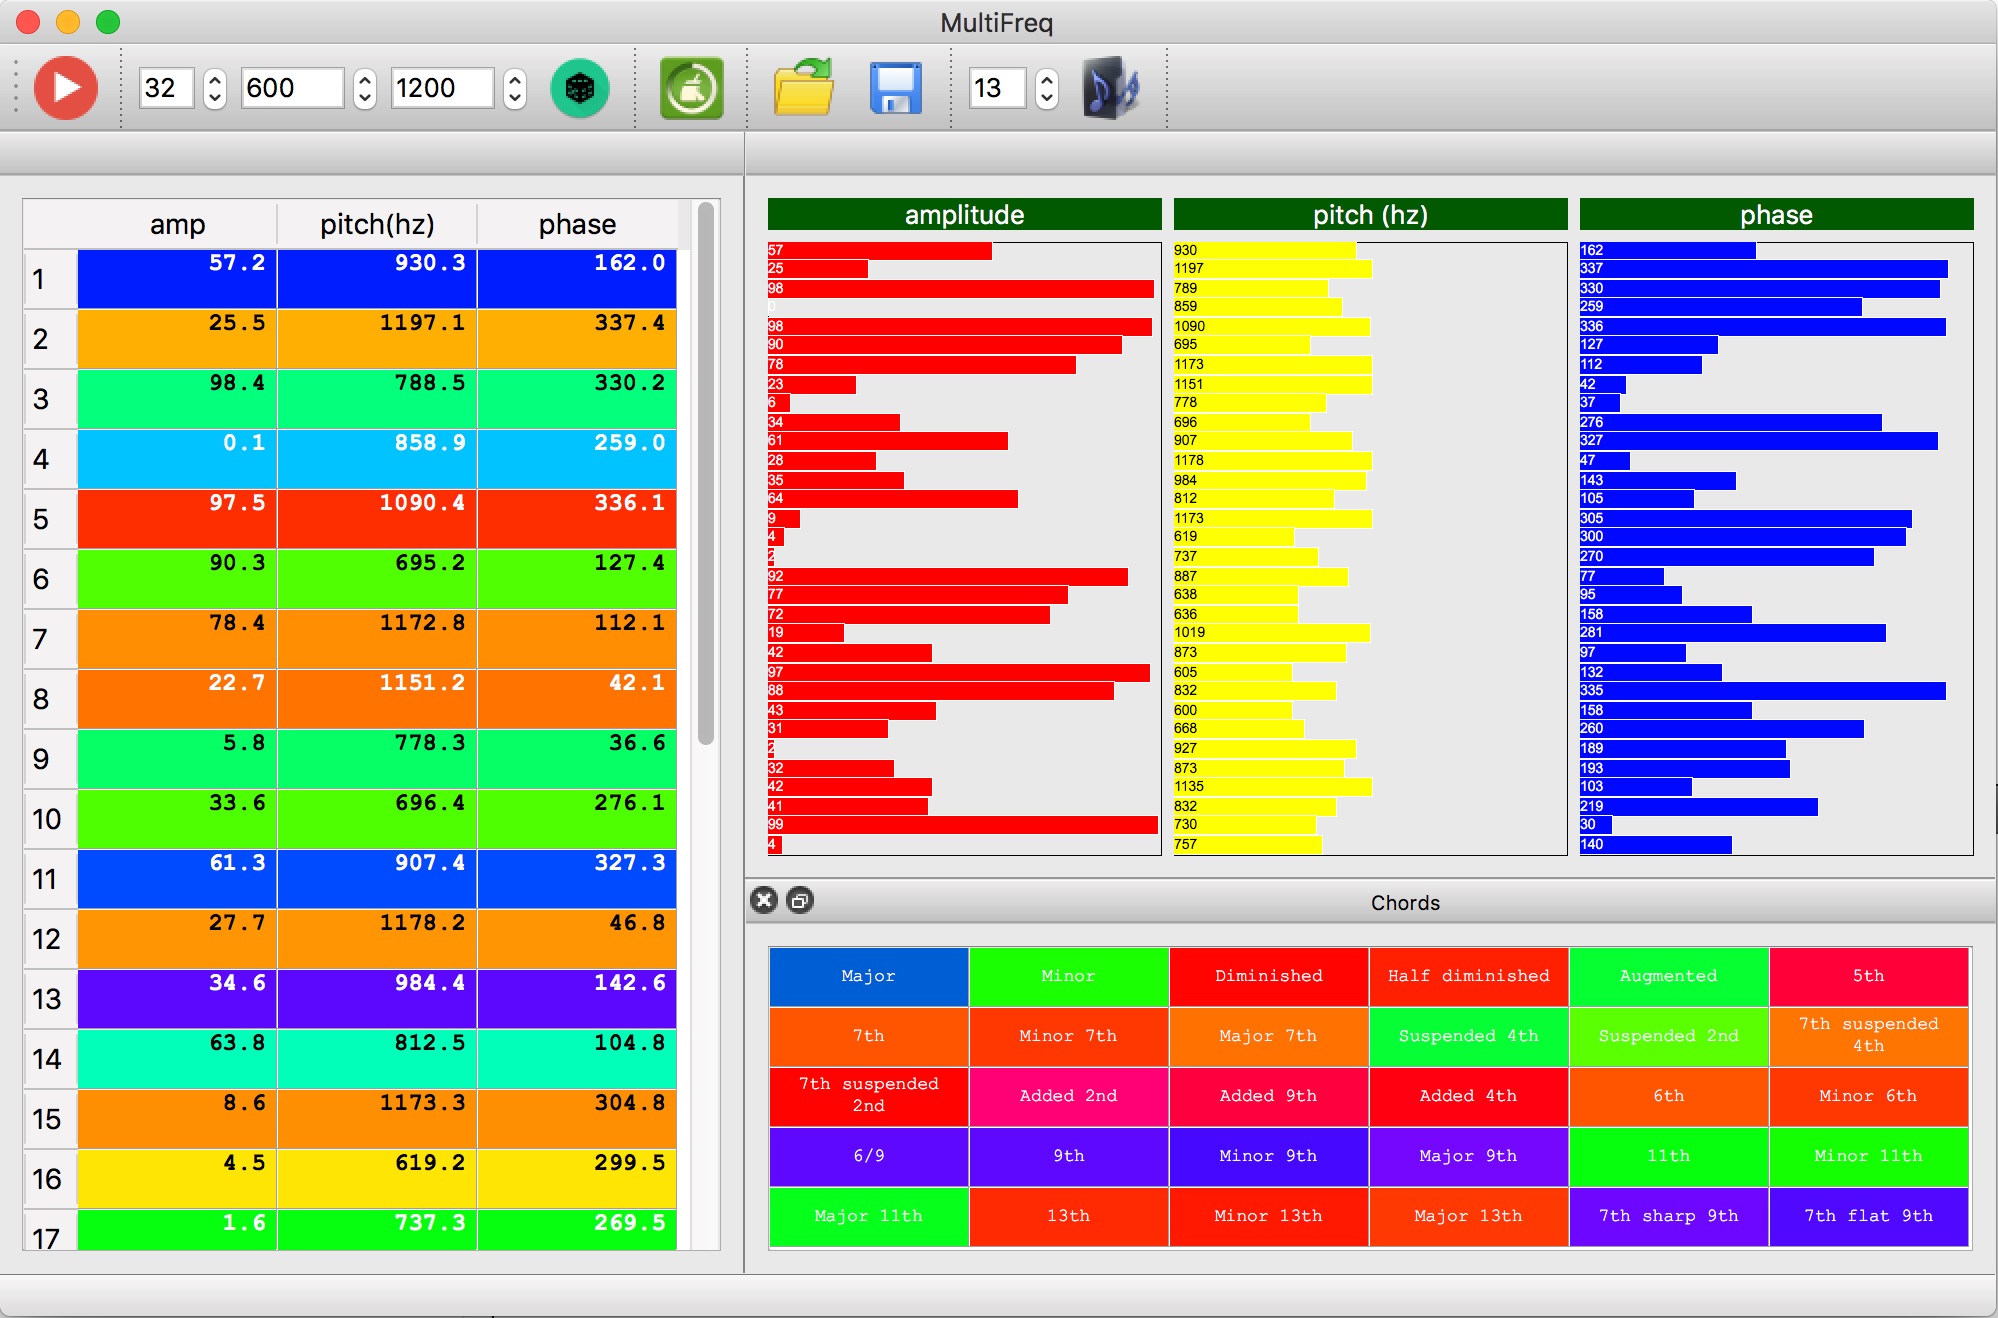 MultiFreq
32 600 1200 13
amp pitch(hz) phase
1 57.2 930.3 162.0
2 25.5 1197.1 337.4
3 98.4 788.5 330.2
4 0.1 858.9 259.0
5 97.5 1090.4 336.1
6 90.3 695.2 127.4
7 78.4 1172.8 112.1
8 22.7 1151.2 42.1
9 5.8 778.3 36.6
10 33.6 696.4 276.1
11 61.3 907.4 327.3
12 27.7 1178.2 46.8
13 34.6 984.4 142.6
14 63.8 812.5 104.8
15 8.6 1173.3 304.8
16 4.5 619.2 299.5
17 1.6 737.3 269.5
amplitude pitch (hz) phase
57 930 162
25 1197 337
98 789 330
0 859 259
98 1090 336
90 695 127
78 1173 112
23 1151 42
6 778 37
34 696 276
61 907 327
28 1178 47
35 984 143
64 812 105
9 1173 305
4 619 300
2 737 270
92 887 77
77 638 95
72 636 158
19 1019 281
42 873 97
97 605 132
88 832 335
43 600 158
31 668 260
2 927 189
32 873 193
42 1135 103
41 832 219
99 730 30
4 757 140
Chords
Major Minor Diminished Half diminished Augmented 5th
7th Minor 7th Major 7th Suspended 4th Suspended 2nd 7th suspended
4th
7th suspended
2nd Added 2nd Added 9th Added 4th 6th Minor 6th
6/9 9th Minor 9th Major 9th 11th Minor 11th
Major 11th 13th Minor 13th Major 13th 7th sharp 9th 7th flat 9th